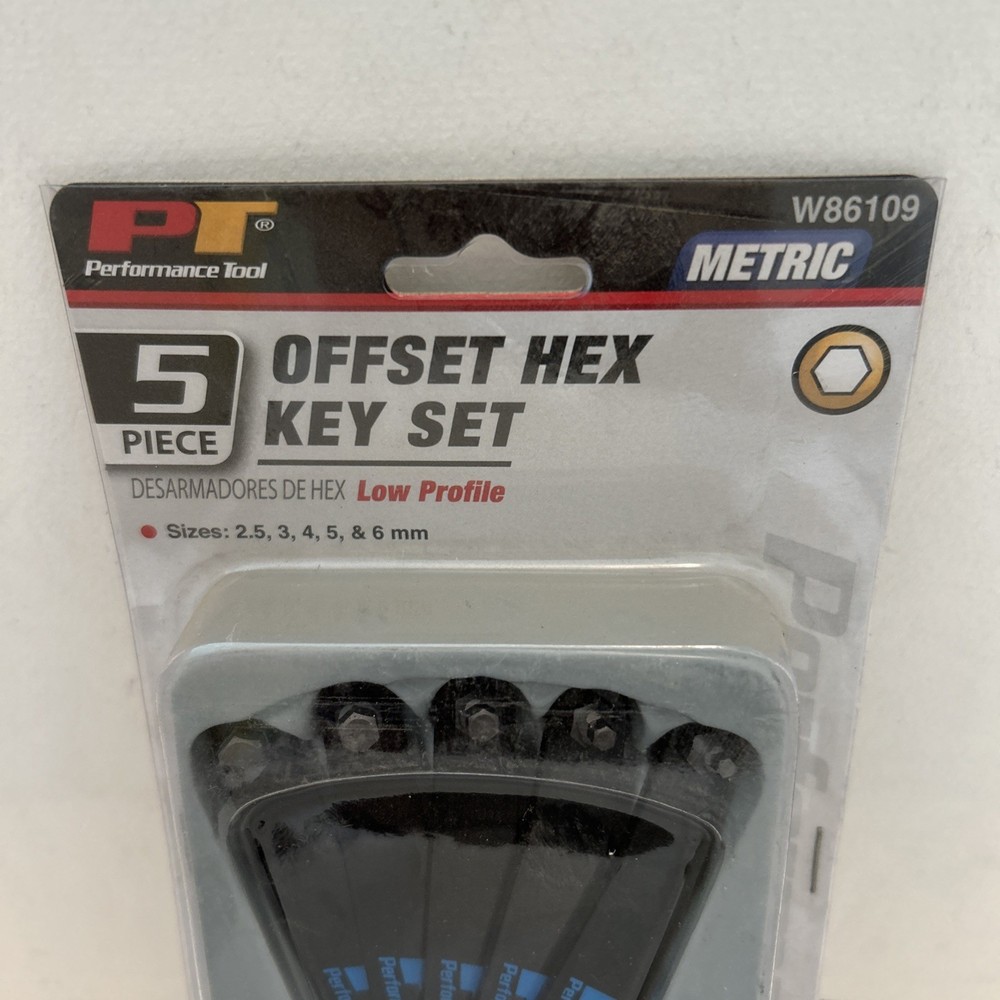 PT®
Performance Tool
W86109
METRIC
5
PIECE
OFFSET HEX
KEY SET
DESARMADORES DE HEX Low Profile
Sizes: 2.5, 3, 4, 5, & 6 mm